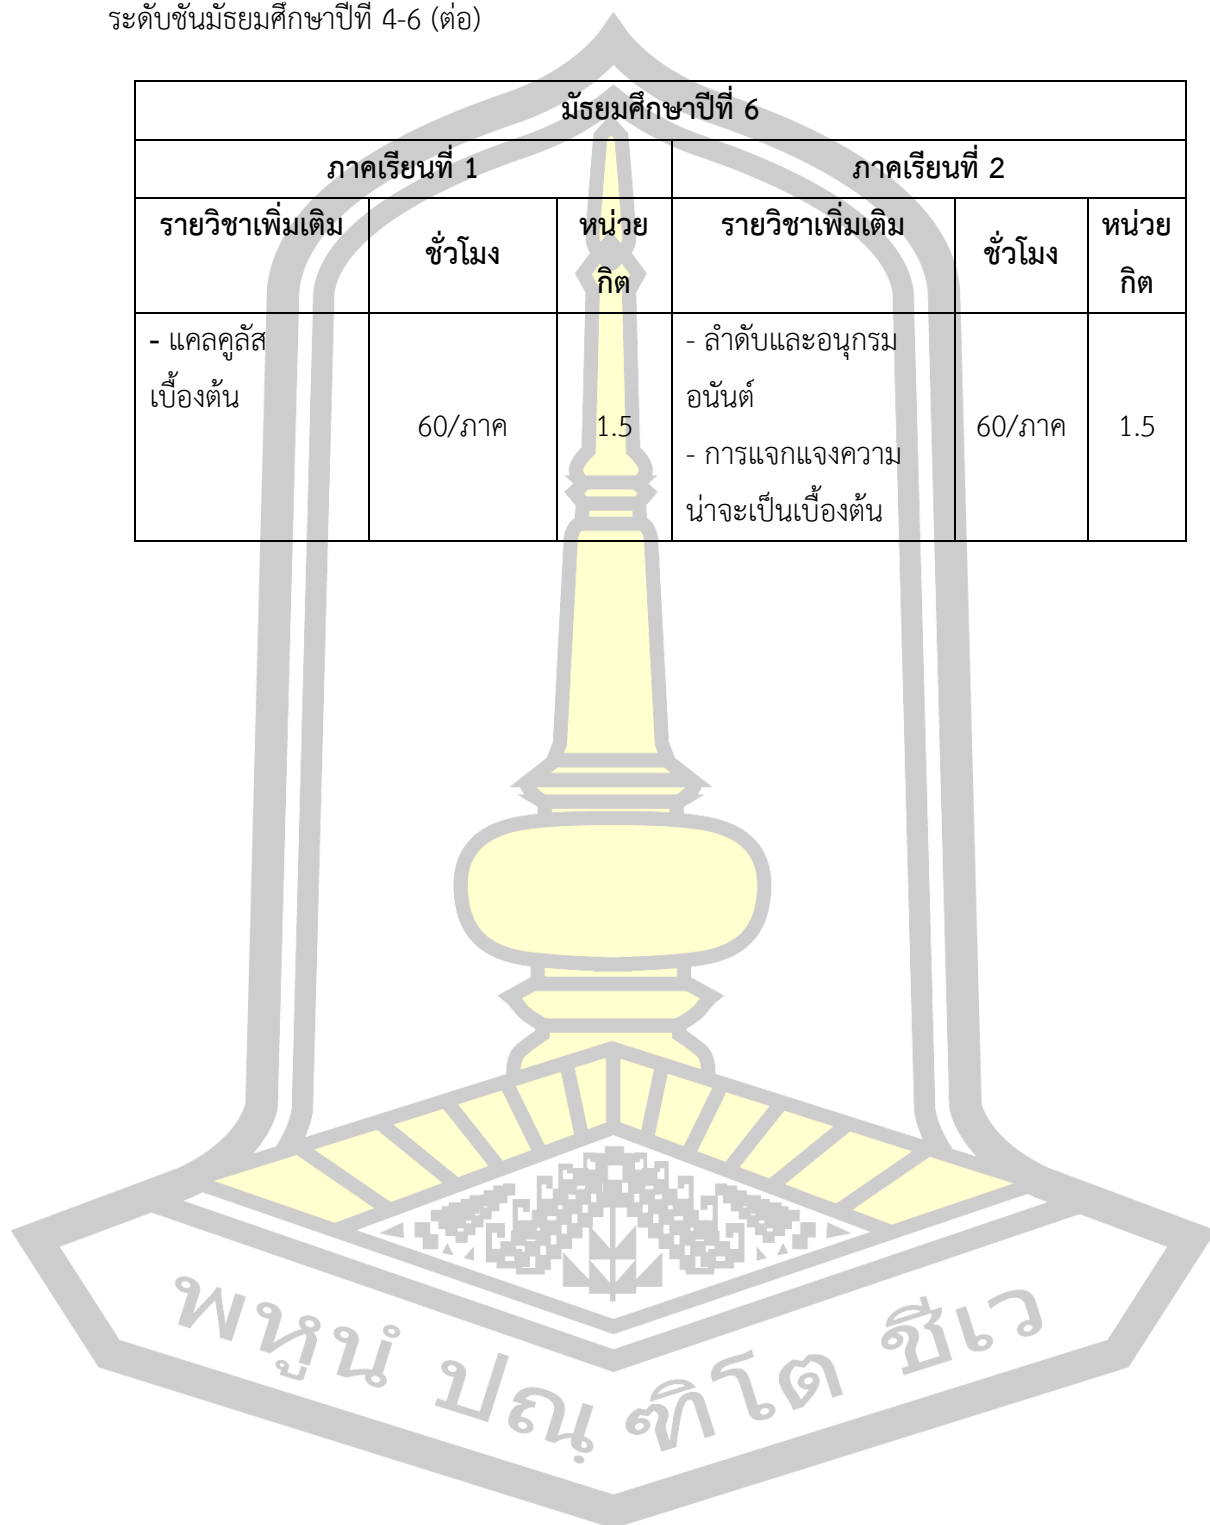 ระดับชั้นมัธยมศึกษาปีที่ 4-6 (ต่อ)
มัธยมศึกษาปีที่ 6
ภาคเรียนที่ 1 ภาคเรียนที่ 2
รายวิชาเพิ่มเติม ชั่วโมง หน่วย รายวิชาเพิ่มเติม ชั่วโมง หน่วย
กิต กิต
- แคลคูลัส - ลำดับและอนุกรม
เบื้องต้น อนันต์
60/ภาค 1.5 60/ภาค 1.5
- การแจกแจงความ
น่าจะเป็นเบื้องต้น
พหูนํ ปณฺฑิโต ชีเว